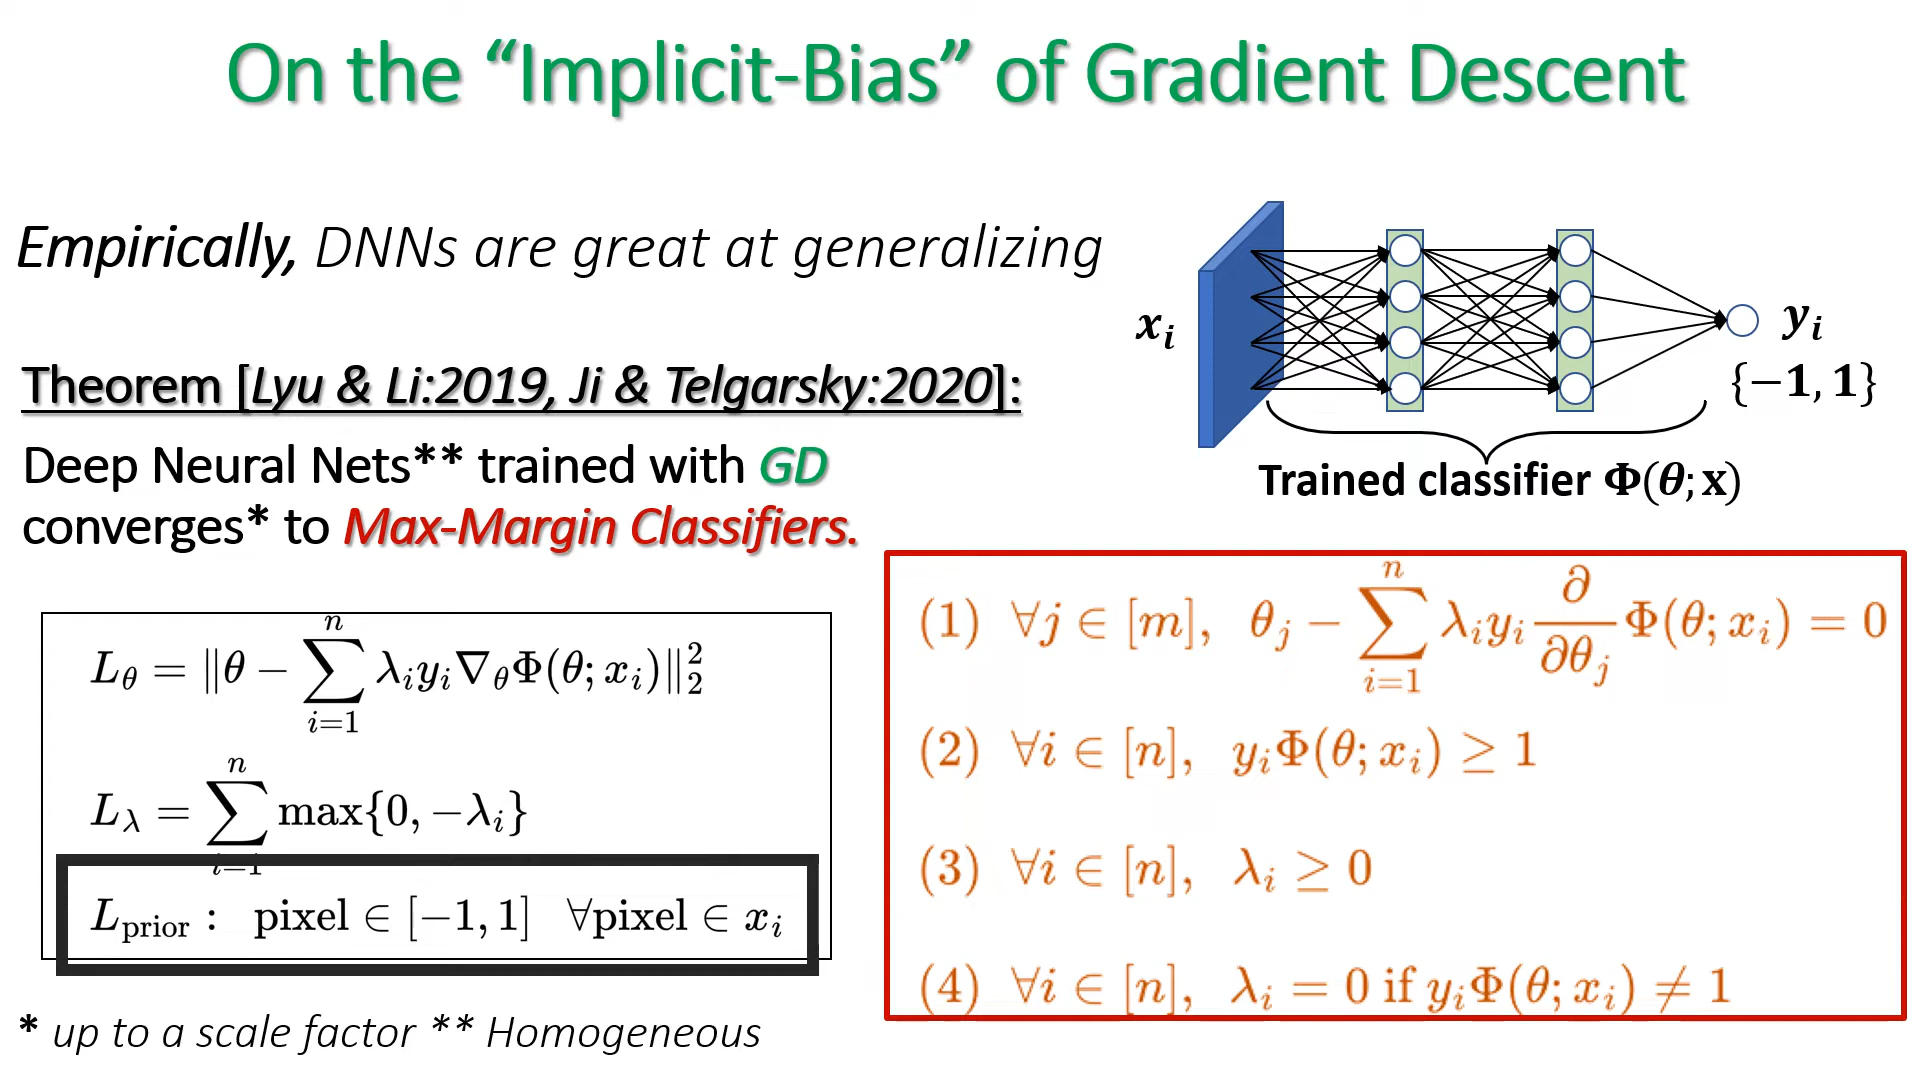 On the “Implicit-Bias” of Gradient Descent
Empirically, DNNs are great at generalizing
Theorem [Lyu & Li:2019, Ji & Telgarsky:2020]:
Deep Neural Nets** trained with GD
converges* to Max-Margin Classifiers.
x_i
y_i
{−1, 1}
Trained classifier Φ(θ; x)
L_θ = ‖θ − ∑_{i=1}^{n} λ_i y_i ∇_θ Φ(θ; x_i)‖_2^2
L_λ = ∑_{i=1}^{n} max{0, −λ_i}
L_prior : pixel ∈ [−1, 1] ∀pixel ∈ x_i
(1) ∀j ∈ [m], θ_j − ∑_{i=1}^{n} λ_i y_i ∂/∂θ_j Φ(θ; x_i) = 0
(2) ∀i ∈ [n], y_i Φ(θ; x_i) ≥ 1
(3) ∀i ∈ [n], λ_i ≥ 0
(4) ∀i ∈ [n], λ_i = 0 if y_i Φ(θ; x_i) ≠ 1
* up to a scale factor ** Homogeneous